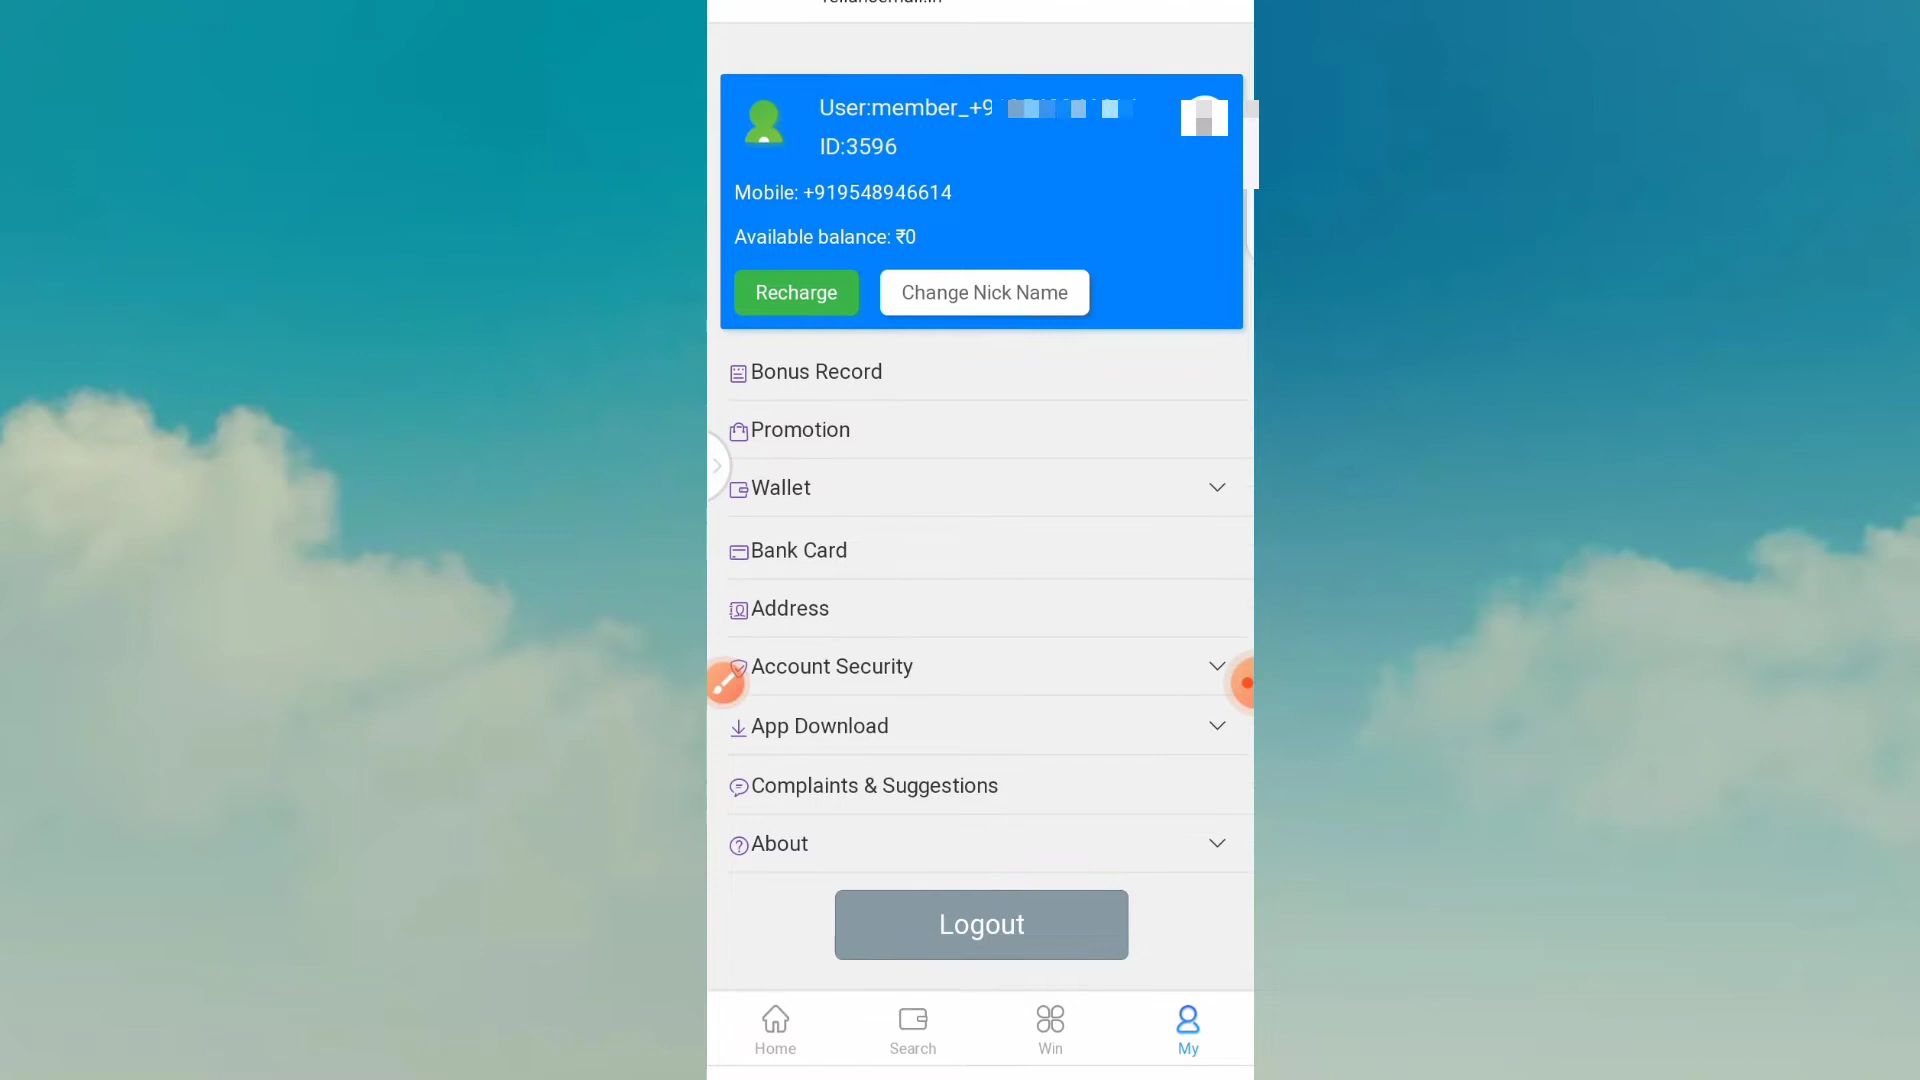 User:member_+9
ID:3596
Mobile: +919548946614
Available balance: ₹0
Recharge
Change Nick Name
Bonus Record
Promotion
Wallet
Bank Card
Address
Account Security
App Download
Complaints & Suggestions
About
Logout
Home
Search
Win
My